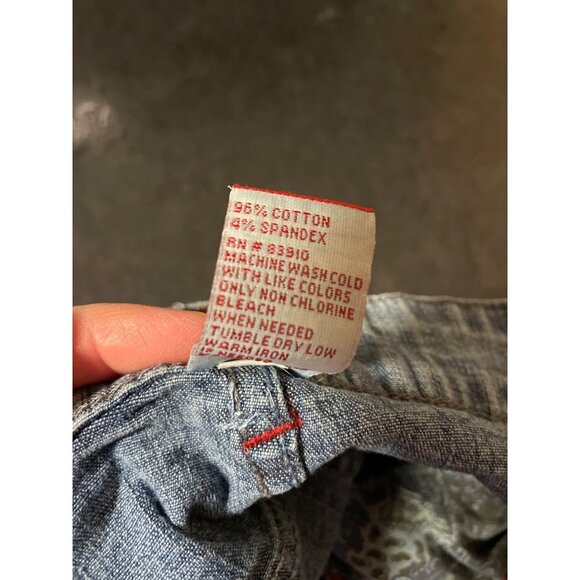 96% COTTON
4% SPANDEX
RN # 83910
MACHINE WASH COLD
WITH LIKE COLORS
ONLY NON CHLORINE
BLEACH
WHEN NEEDED
TUMBLE DRY LOW
WARM IRON